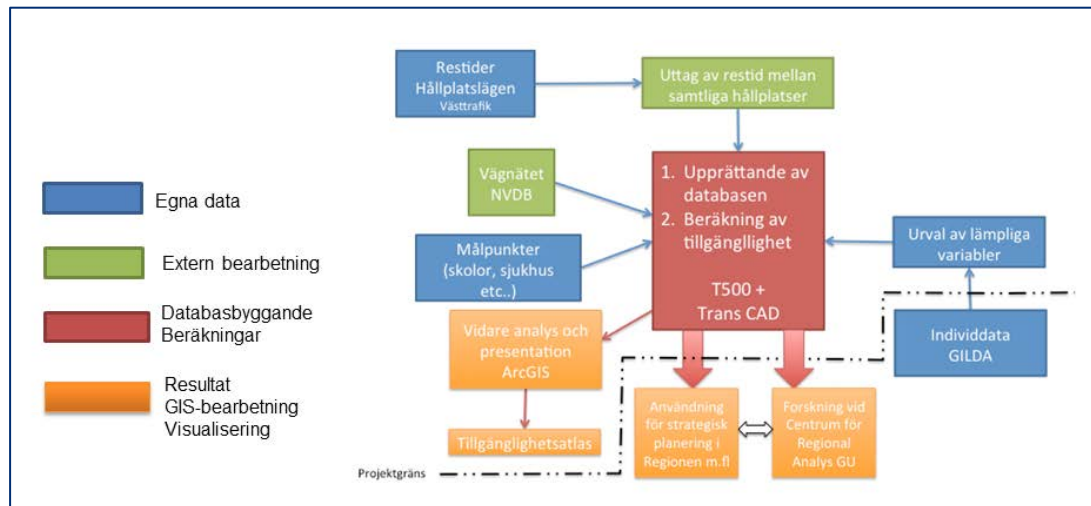 Egna data
Extern bearbetning
Databasbyggande
Beräkningar
Resultat
GIS-bearbetning
Visualisering
Restider
Hållplatslägen
Västtrafik
Uttag av restid mellan
samtliga hållplatser
Vägnätet
NVDB
Målpunkter
(skolor, sjukhus
etc..)
1. Upprättande av
databasen
2. Beräkning av
tillgängllighet
T500 +
Trans CAD
Urval av lämpliga
variabler
Individdata
GILDA
Vidare analys och
presentation
ArcGIS
Tillgänglighetsatlas
Användning
för strategisk
planering i
Regionen m.fl
Forskning vid
Centrum för
Regional
Analys GU
Projektgräns